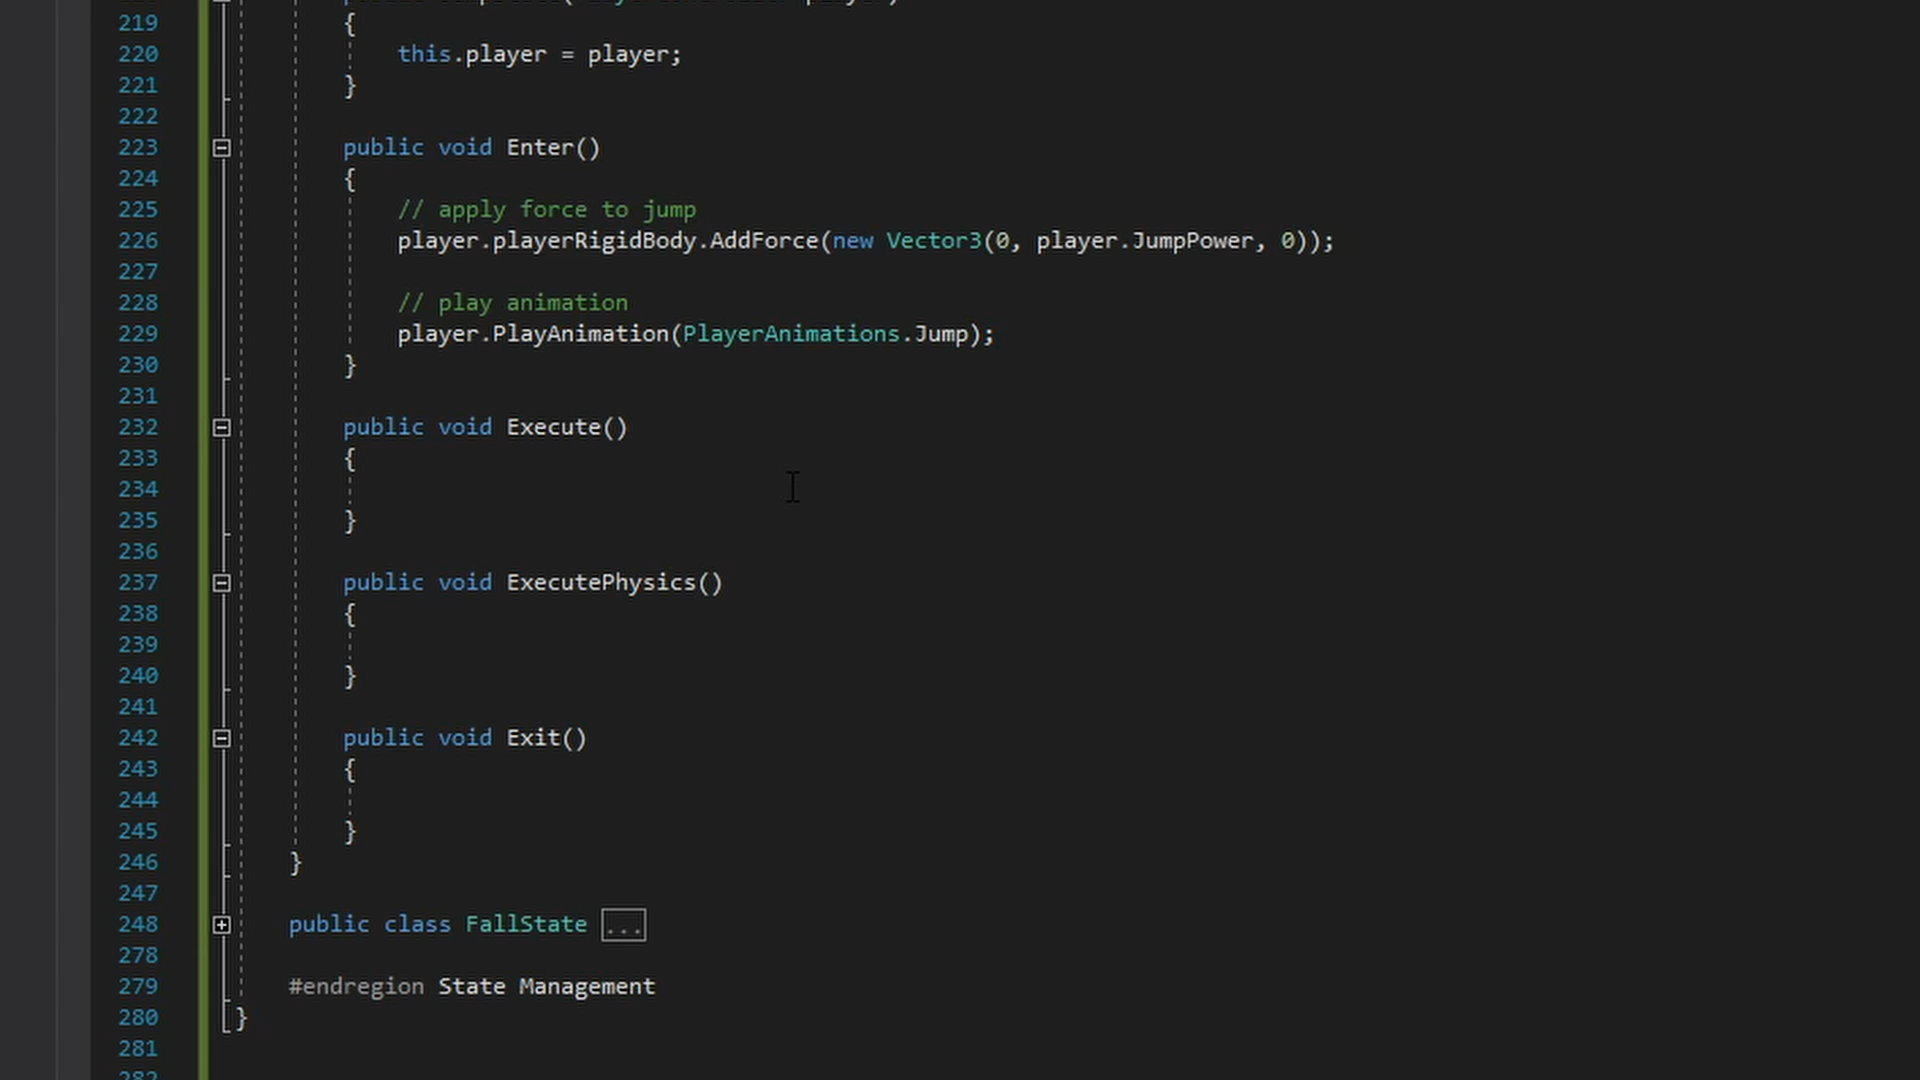 219 {
220 this.player = player;
221 }
222
223 public void Enter()
224 {
225 // apply force to jump
226 player.playerRigidBody.AddForce(new Vector3(0, player.JumpPower, 0));
227
228 // play animation
229 player.PlayAnimation(PlayerAnimations.Jump);
230 }
231
232 public void Execute()
233 {
234
235 }
236
237 public void ExecutePhysics()
238 {
239
240 }
241
242 public void Exit()
243 {
244
245 }
246 }
247
248 public class FallState ...
278
279 #endregion State Management
280 }
281
282